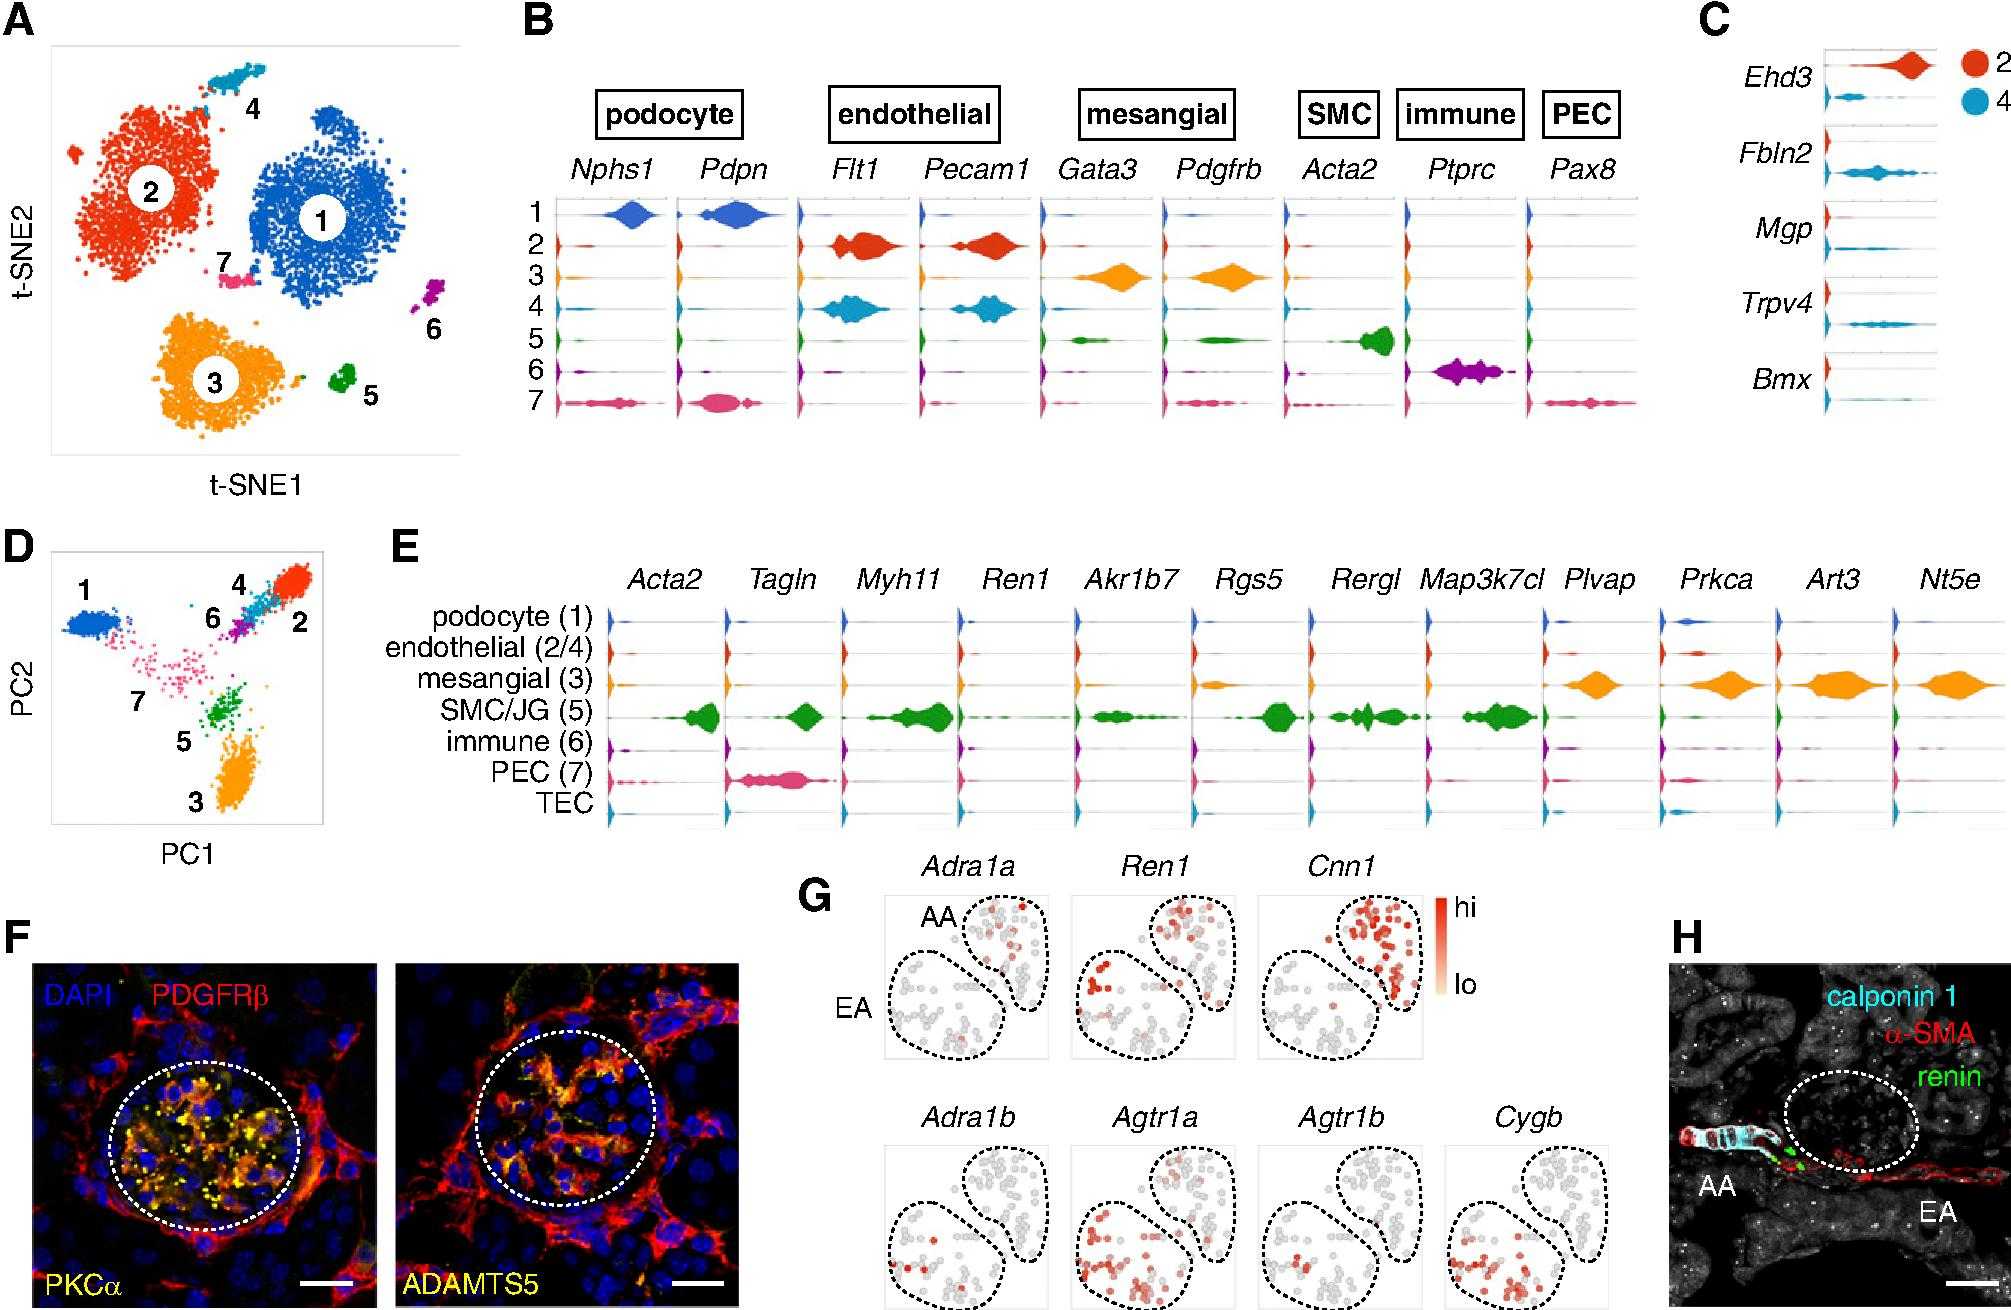 A
t-SNE2
4
2
1
7
6
3
5
t-SNE1
B
podocyte endothelial mesangial SMC immune PEC
Nphs1 Pdpn Flt1 Pecam1 Gata3 Pdgfrb Acta2 Ptprc Pax8
1
2
3
4
5
6
7
C
2
4
Ehd3
Fbln2
Mgp
Trpv4
Bmx
D
PC2
1
4
6
2
7
5
3
PC1
E
Acta2 Tagln Myh11 Ren1 Akr1b7 Rgs5 Rergl Map3k7cl Plvap Prkca Art3 Nt5e
podocyte (1)
endothelial (2/4)
mesangial (3)
SMC/JG (5)
immune (6)
PEC (7)
TEC
F
DAPI PDGFRβ
PKCα
ADAMTS5
G
Adra1a Ren1 Cnn1
AA
EA
hi
lo
Adra1b Agtr1a Agtr1b Cygb
H
calponin 1
α-SMA
renin
AA
EA